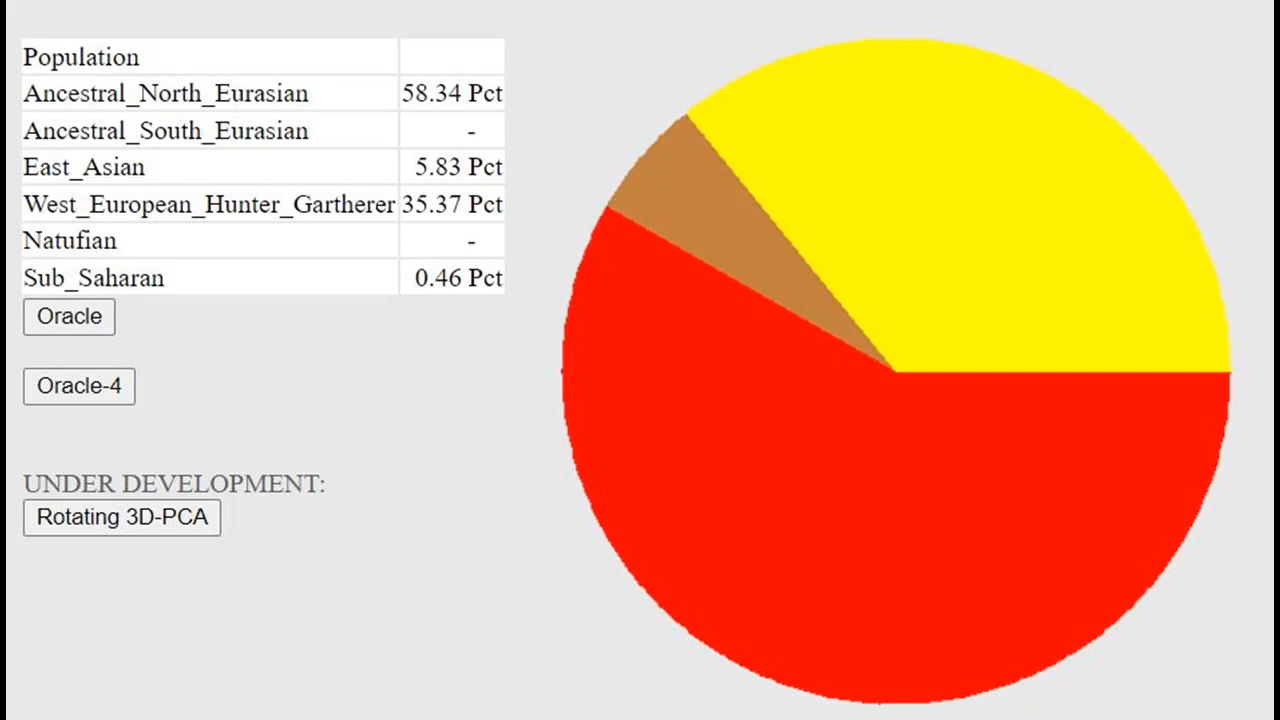 Population
Ancestral_North_Eurasian 58.34 Pct
Ancestral_South_Eurasian -
East_Asian 5.83 Pct
West_European_Hunter_Gartherer 35.37 Pct
Natufian -
Sub_Saharan 0.46 Pct
Oracle
Oracle-4
UNDER DEVELOPMENT:
Rotating 3D-PCA